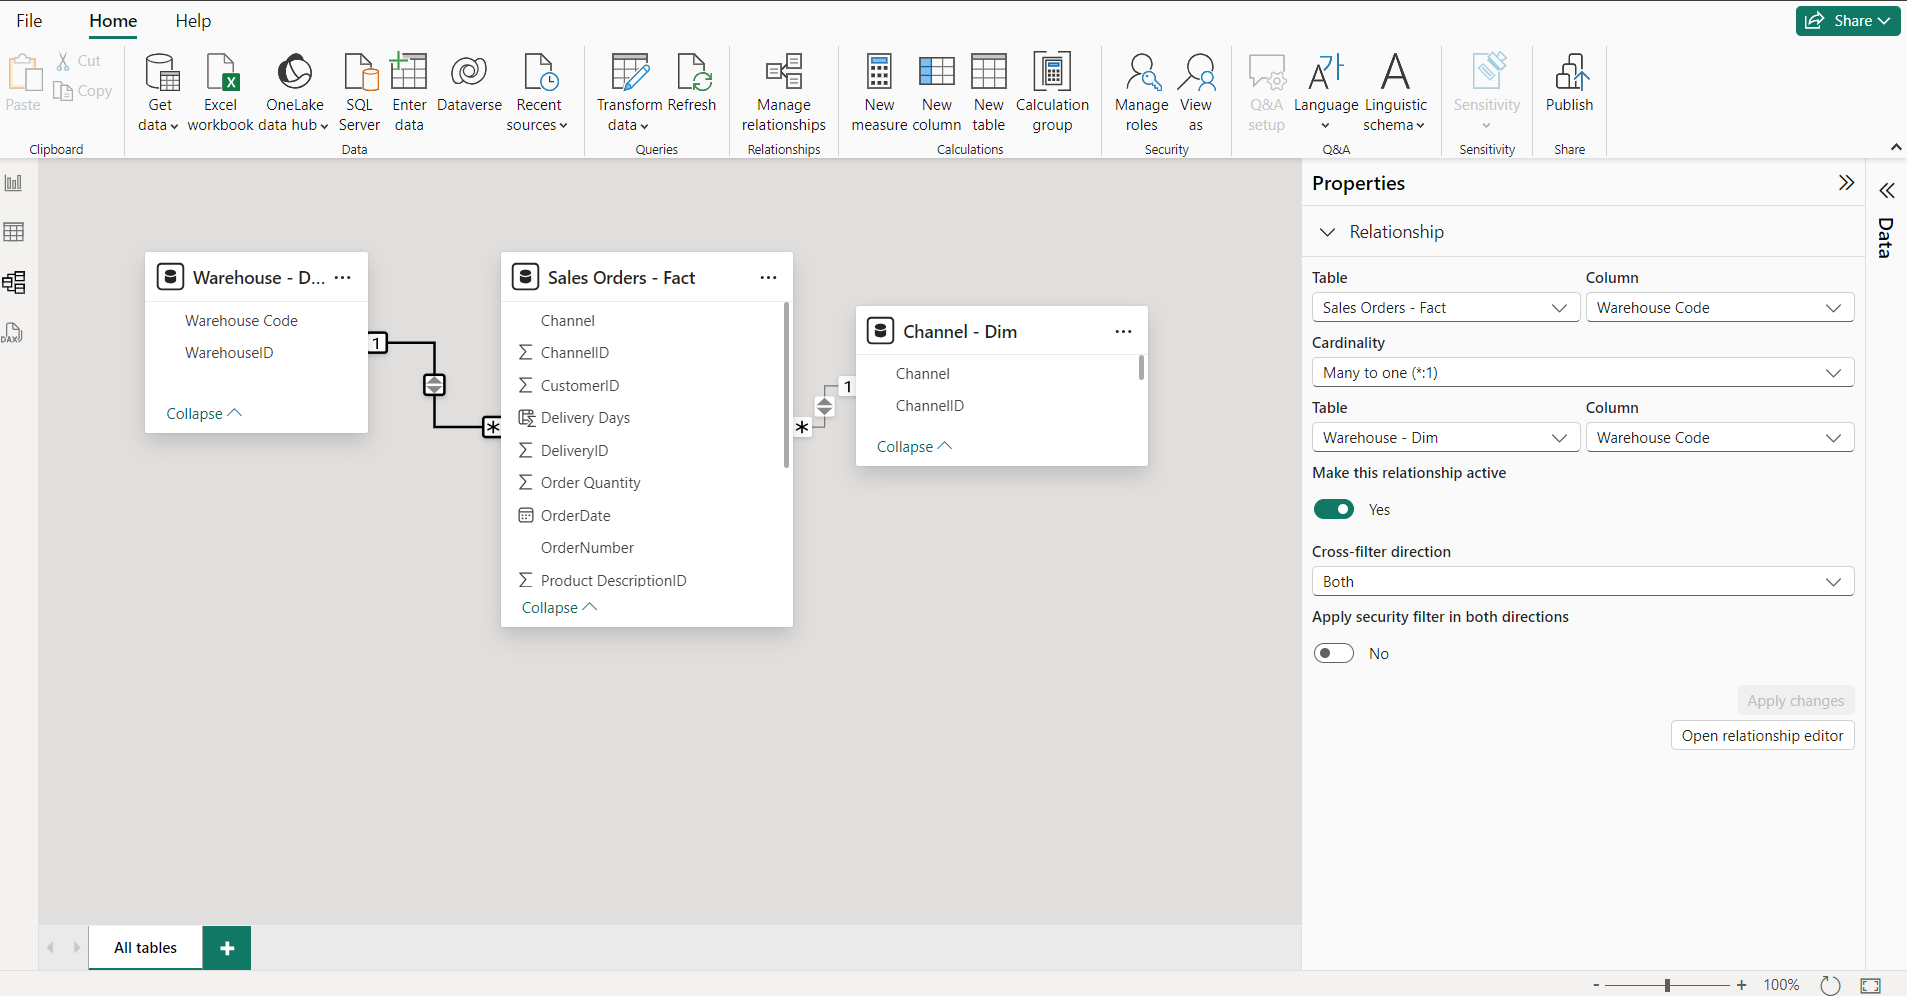 File Home Help
Share
Paste
Cut
Copy
Clipboard
Get data
Excel workbook
OneLake data hub
SQL Server
Enter data
Dataverse
Recent sources
Data
Transform data
Refresh
Queries
Manage relationships
Relationships
New measure
New column
New table
Calculation group
Calculations
Manage roles
View as
Security
Q&A setup
Language
Linguistic schema
Q&A
Sensitivity
Sensitivity
Publish
Share
DAX
Warehouse - D...
Warehouse Code
WarehouseID
Collapse
1
*
Sales Orders - Fact
Channel
ChannelID
CustomerID
Delivery Days
DeliveryID
Order Quantity
OrderDate
OrderNumber
Product DescriptionID
Collapse
*
1
Channel - Dim
Channel
ChannelID
Collapse
Properties
Relationship
Table Column
Sales Orders - Fact Warehouse Code
Cardinality
Many to one (*:1)
Table Column
Warehouse - Dim Warehouse Code
Make this relationship active
Yes
Cross-filter direction
Both
Apply security filter in both directions
No
Apply changes
Open relationship editor
Data
All tables +
- + 100%